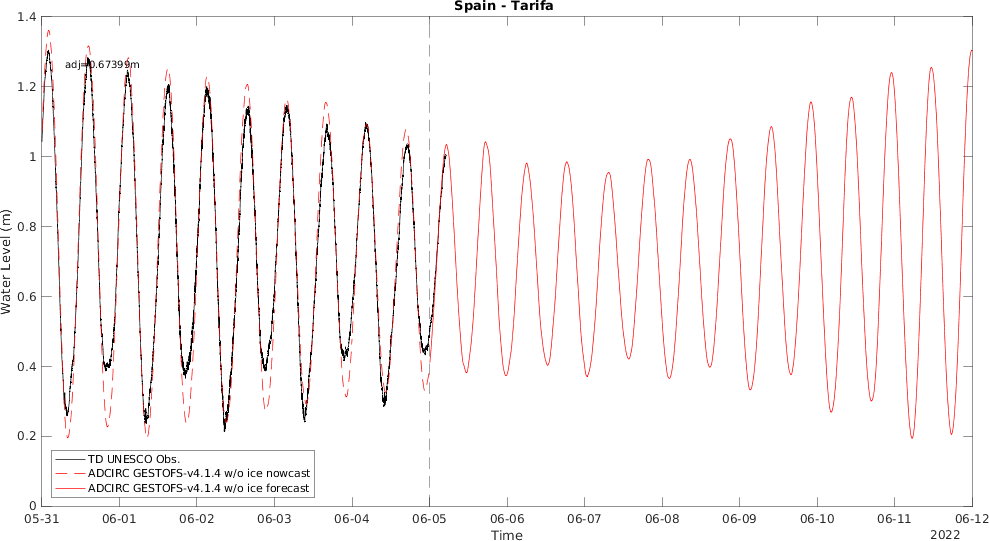 Spain - Tarifa
1.4
1.2
1
0.8
0.6
0.4
0.2
0
Water Level (m)
adj=0.67399m
TD UNESCO Obs.
ADCIRC GESTOFS-v4.1.4 w/o ice nowcast
ADCIRC GESTOFS-v4.1.4 w/o ice forecast
05-31 06-01 06-02 06-03 06-04 06-05 06-06 06-07 06-08 06-09 06-10 06-11 06-12
Time
2022